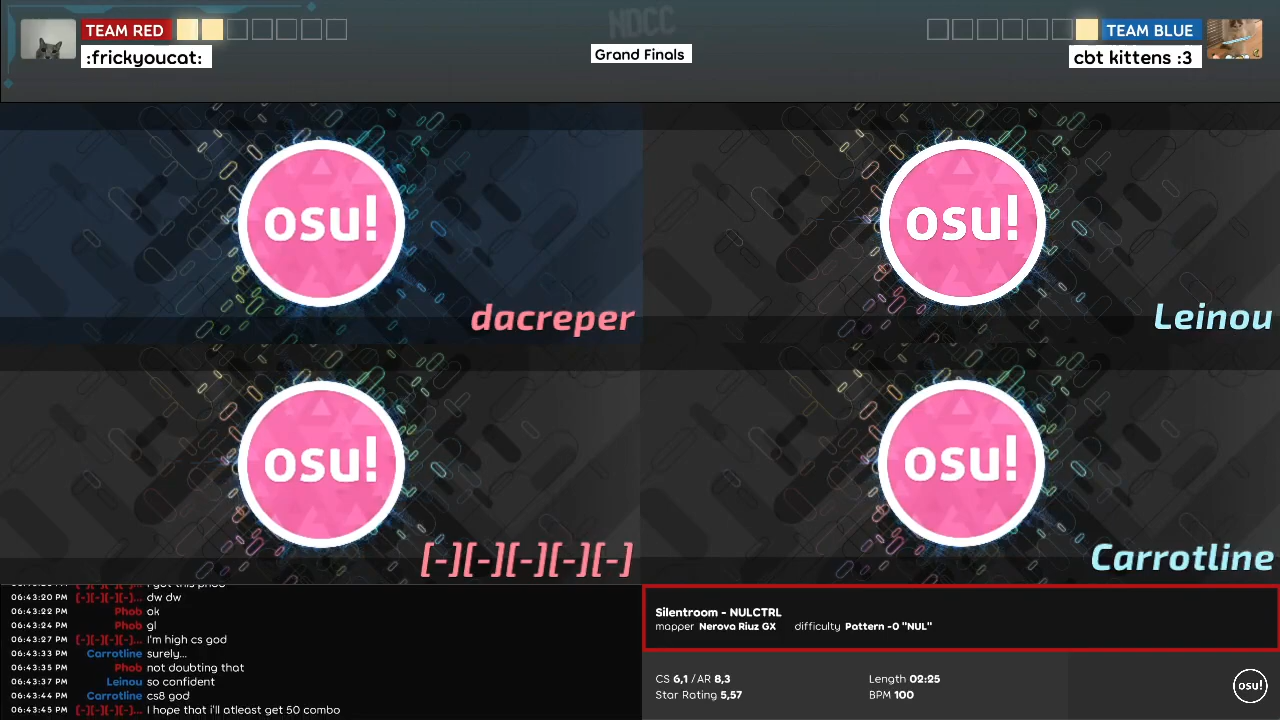 NDCC
TEAM RED
:frickyoucat:
Grand Finals
TEAM BLUE
cbt kittens :3
osu!
dacreper
osu!
Leinou
osu!
[-][-][-][-][-]
osu!
Carrotline
06:43:20 PM [-][-][-][-]... dw dw
06:43:22 PM Phob ok
06:43:24 PM Phob gl
06:43:27 PM [-][-][-][-]... I'm high cs god
06:43:33 PM Carrotline surely...
06:43:35 PM Phob not doubting that
06:43:37 PM Leinou so confident
06:43:44 PM Carrotline cs8 god
06:43:45 PM [-][-][-][-]... I hope that i'll atleast get 50 combo
Silentroom - NULCTRL
mapper Nerova Riuz GX difficulty Pattern -0 "NUL"
CS 6,1 / AR 8,3
Star Rating 5,57
Length 02:25
BPM 100
osu!